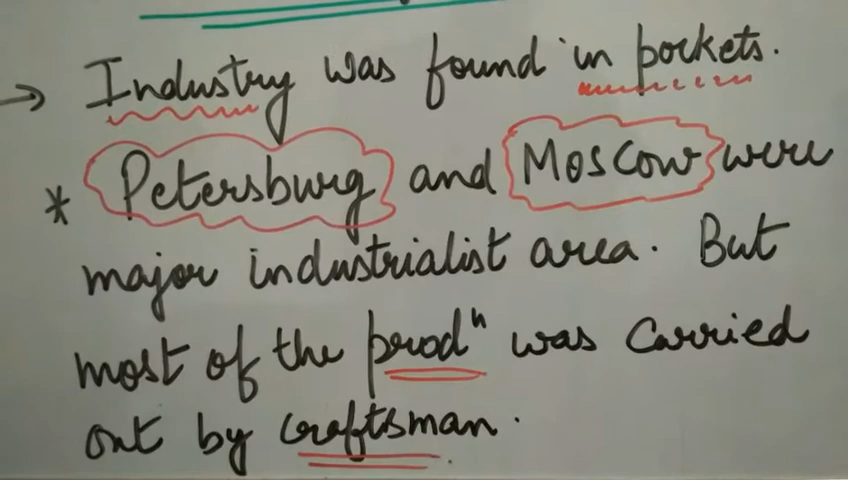 → Industry was found in pockets.
* Petersburg and Moscow were
major industrialist area. But
most of the prodⁿ was carried
out by craftsman.